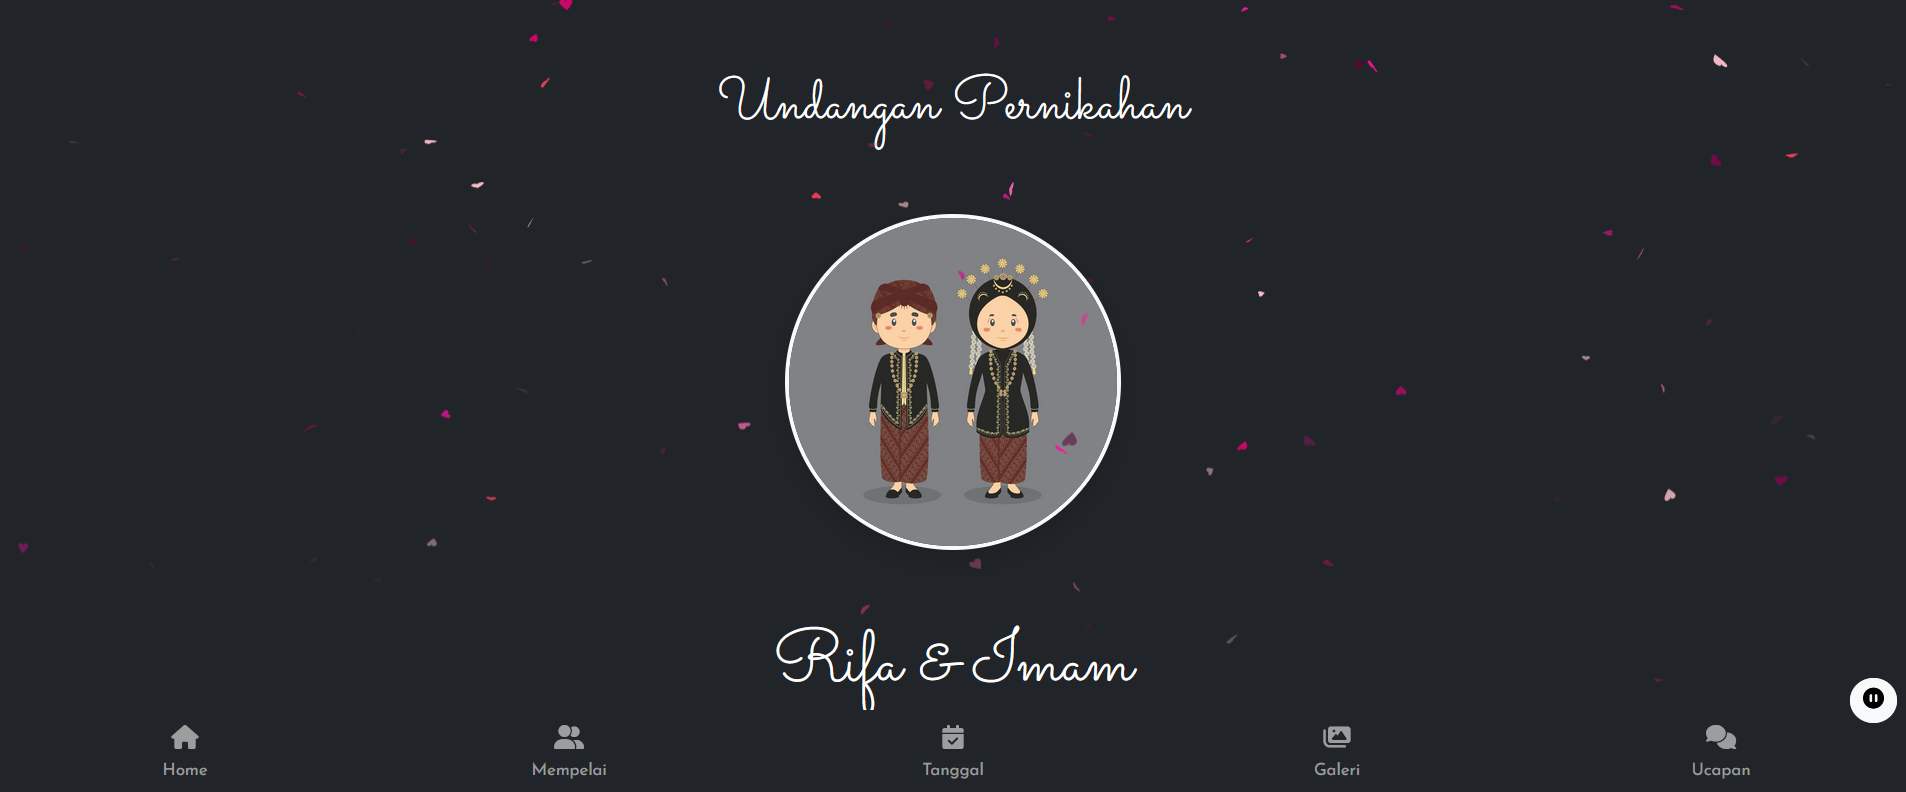 Undangan Pernikahan
Rifa & Imam
Home
Mempelai
Tanggal
Galeri
Ucapan